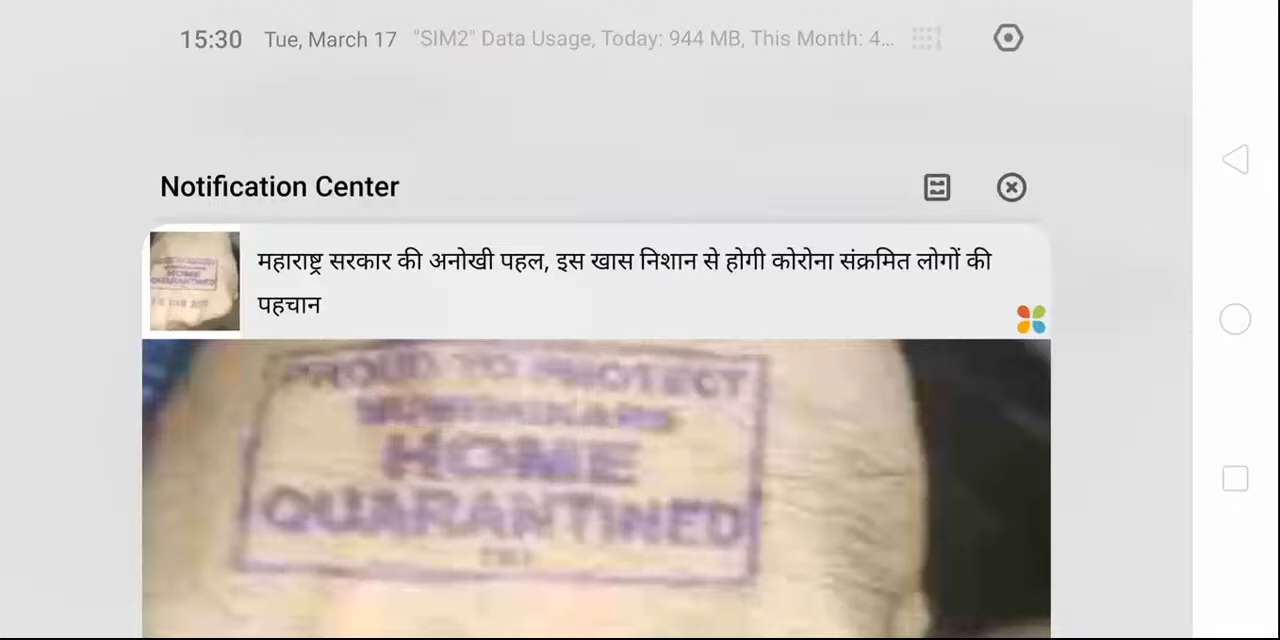 15:30 Tue, March 17 "SIM2" Data Usage, Today: 944 MB, This Month: 4...
Notification Center
महाराष्ट्र सरकार की अनोखी पहल, इस खास निशान से होगी कोरोना संक्रमित लोगों की
पहचान
PROUD TO PROTECT
HOME
QUARANTINED